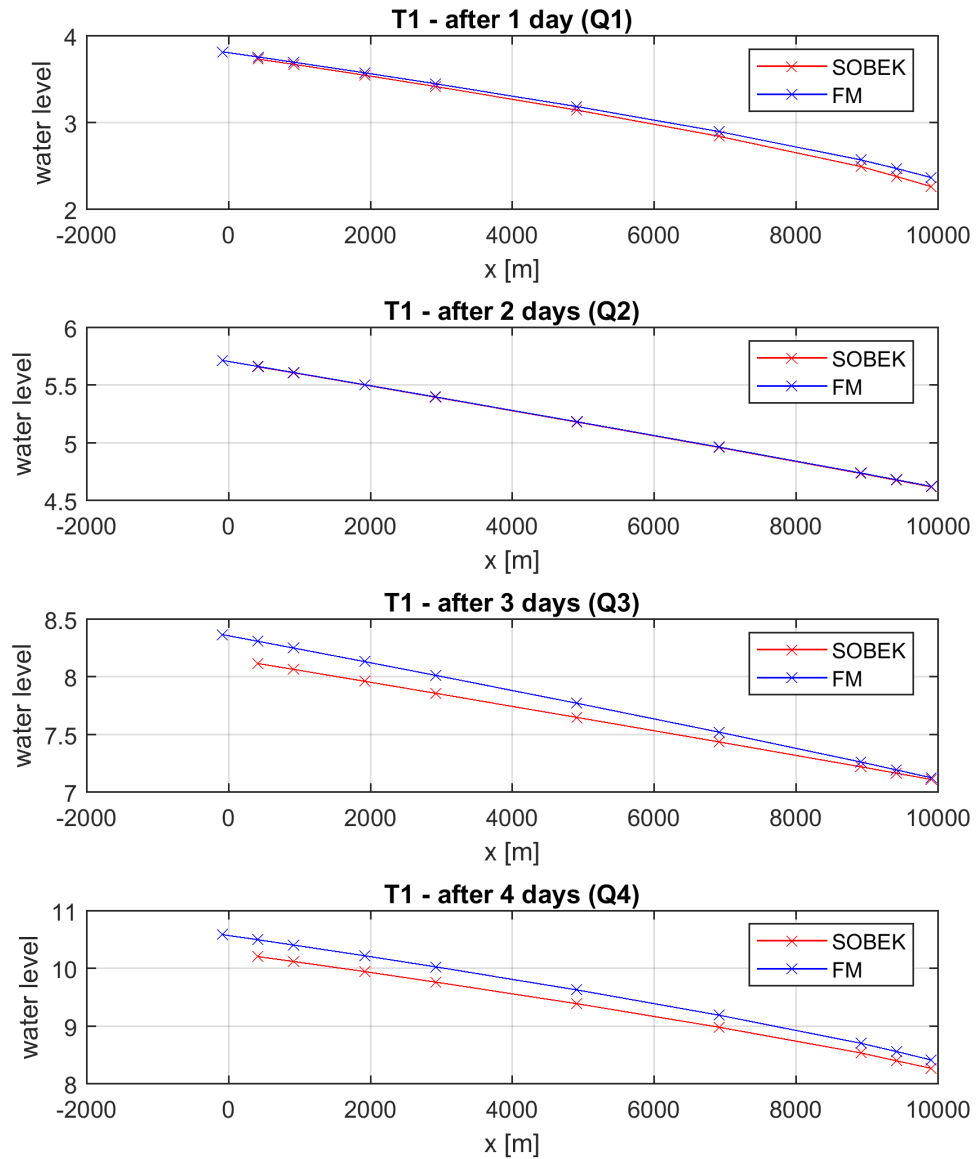 T1 - after 1 day (Q1)
4
3
2
water level
SOBEK
FM
-2000 0 2000 4000 6000 8000 10000
x [m]
T1 - after 2 days (Q2)
6
5.5
5
4.5
water level
SOBEK
FM
-2000 0 2000 4000 6000 8000 10000
x [m]
T1 - after 3 days (Q3)
8.5
8
7.5
7
water level
SOBEK
FM
-2000 0 2000 4000 6000 8000 10000
x [m]
T1 - after 4 days (Q4)
11
10
9
8
water level
SOBEK
FM
-2000 0 2000 4000 6000 8000 10000
x [m]